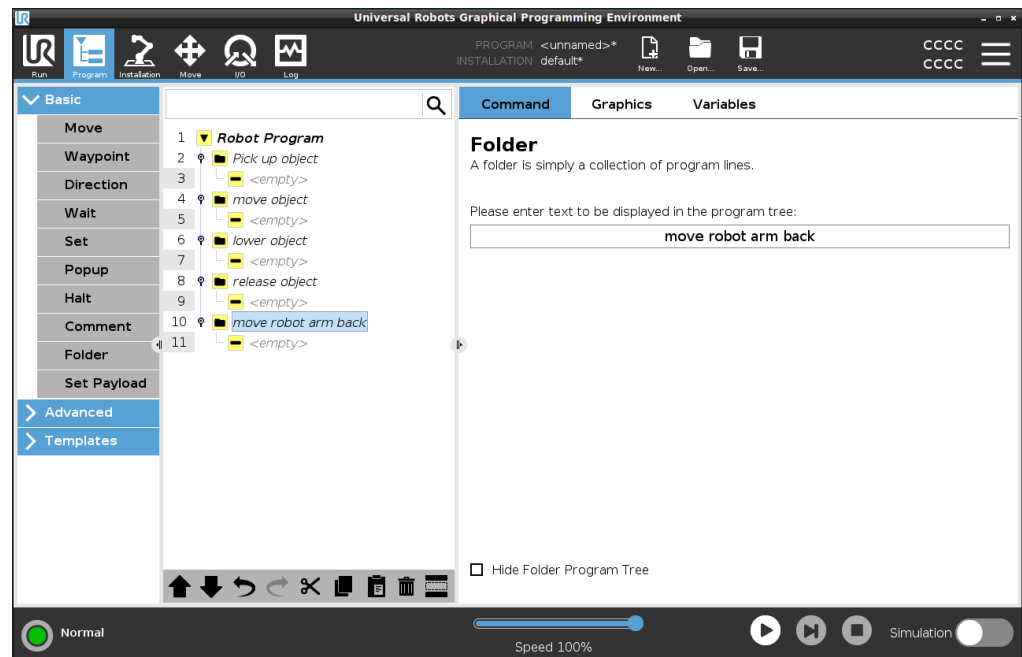 Universal Robots Graphical Programming Environment
UR
Run
Program
Installation
Move
I/O
Log
PROGRAM <unnamed>*
INSTALLATION default*
New...
Open...
Save...
CCCC
CCCC
Basic
Move
Waypoint
Direction
Wait
Set
Popup
Halt
Comment
Folder
Set Payload
Advanced
Templates
1 Robot Program
2 Pick up object
3 <empty>
4 move object
5 <empty>
6 lower object
7 <empty>
8 release object
9 <empty>
10 move robot arm back
11 <empty>
Command Graphics Variables
Folder
A folder is simply a collection of program lines.
Please enter text to be displayed in the program tree:
move robot arm back
Hide Folder Program Tree
Normal
Speed 100%
Simulation